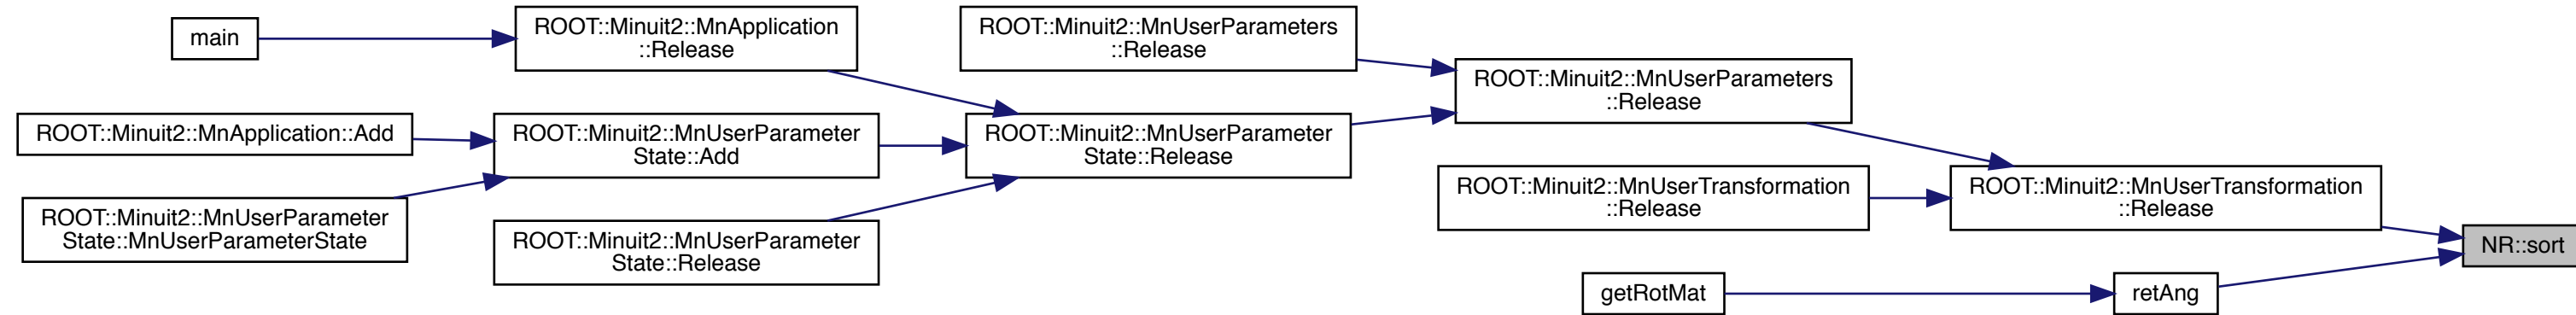 main
ROOT::Minuit2::MnApplication
::Release
ROOT::Minuit2::MnUserParameters
::Release
ROOT::Minuit2::MnUserParameters
::Release
ROOT::Minuit2::MnApplication::Add
ROOT::Minuit2::MnUserParameter
State::Add
ROOT::Minuit2::MnUserParameter
State::Release
ROOT::Minuit2::MnUserParameter
State::MnUserParameterState
ROOT::Minuit2::MnUserParameter
State::Release
ROOT::Minuit2::MnUserTransformation
::Release
ROOT::Minuit2::MnUserTransformation
::Release
NR::sort
getRotMat
retAng